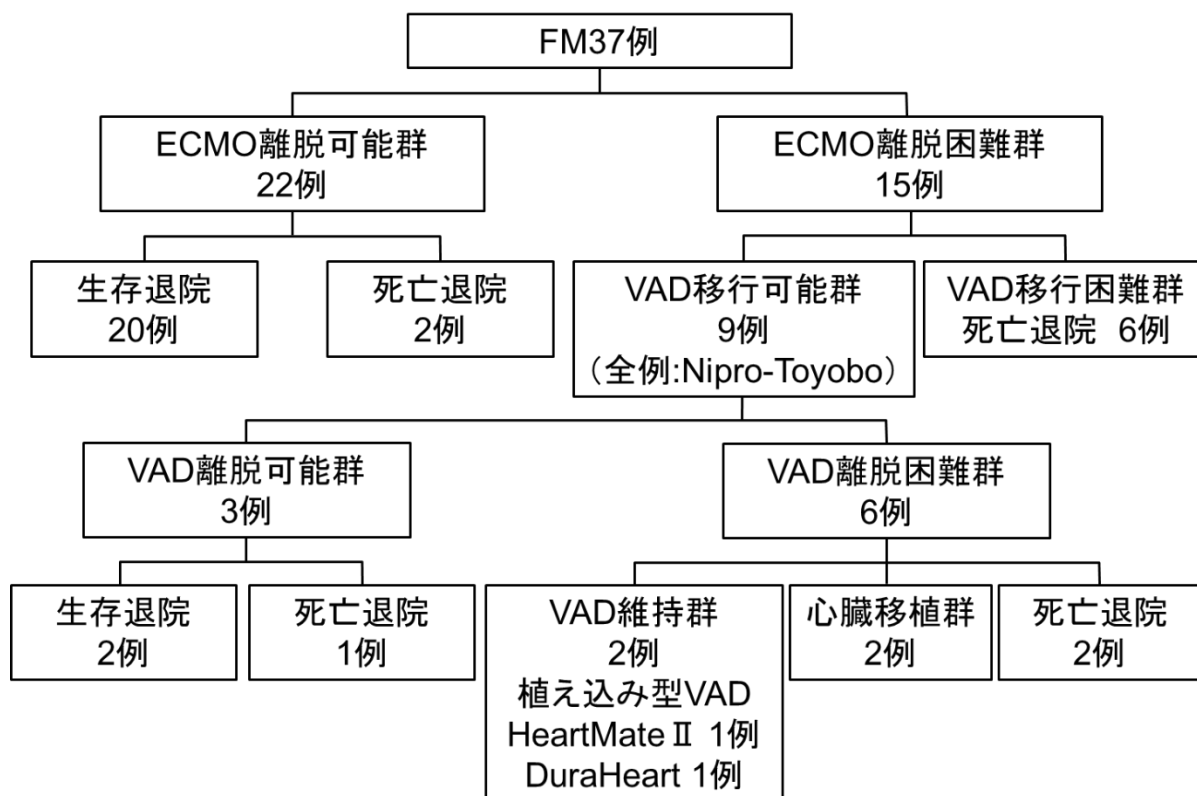 FM37例
ECMO離脱可能群
22例
ECMO離脱困難群
15例
生存退院
20例
死亡退院
2例
VAD移行可能群
9例
（全例:Nipro-Toyobo）
VAD移行困難群
死亡退院 6例
VAD離脱可能群
3例
VAD離脱困難群
6例
生存退院
2例
死亡退院
1例
VAD維持群
2例
植え込み型VAD
HeartMateⅡ 1例
DuraHeart 1例
心臓移植群
2例
死亡退院
2例